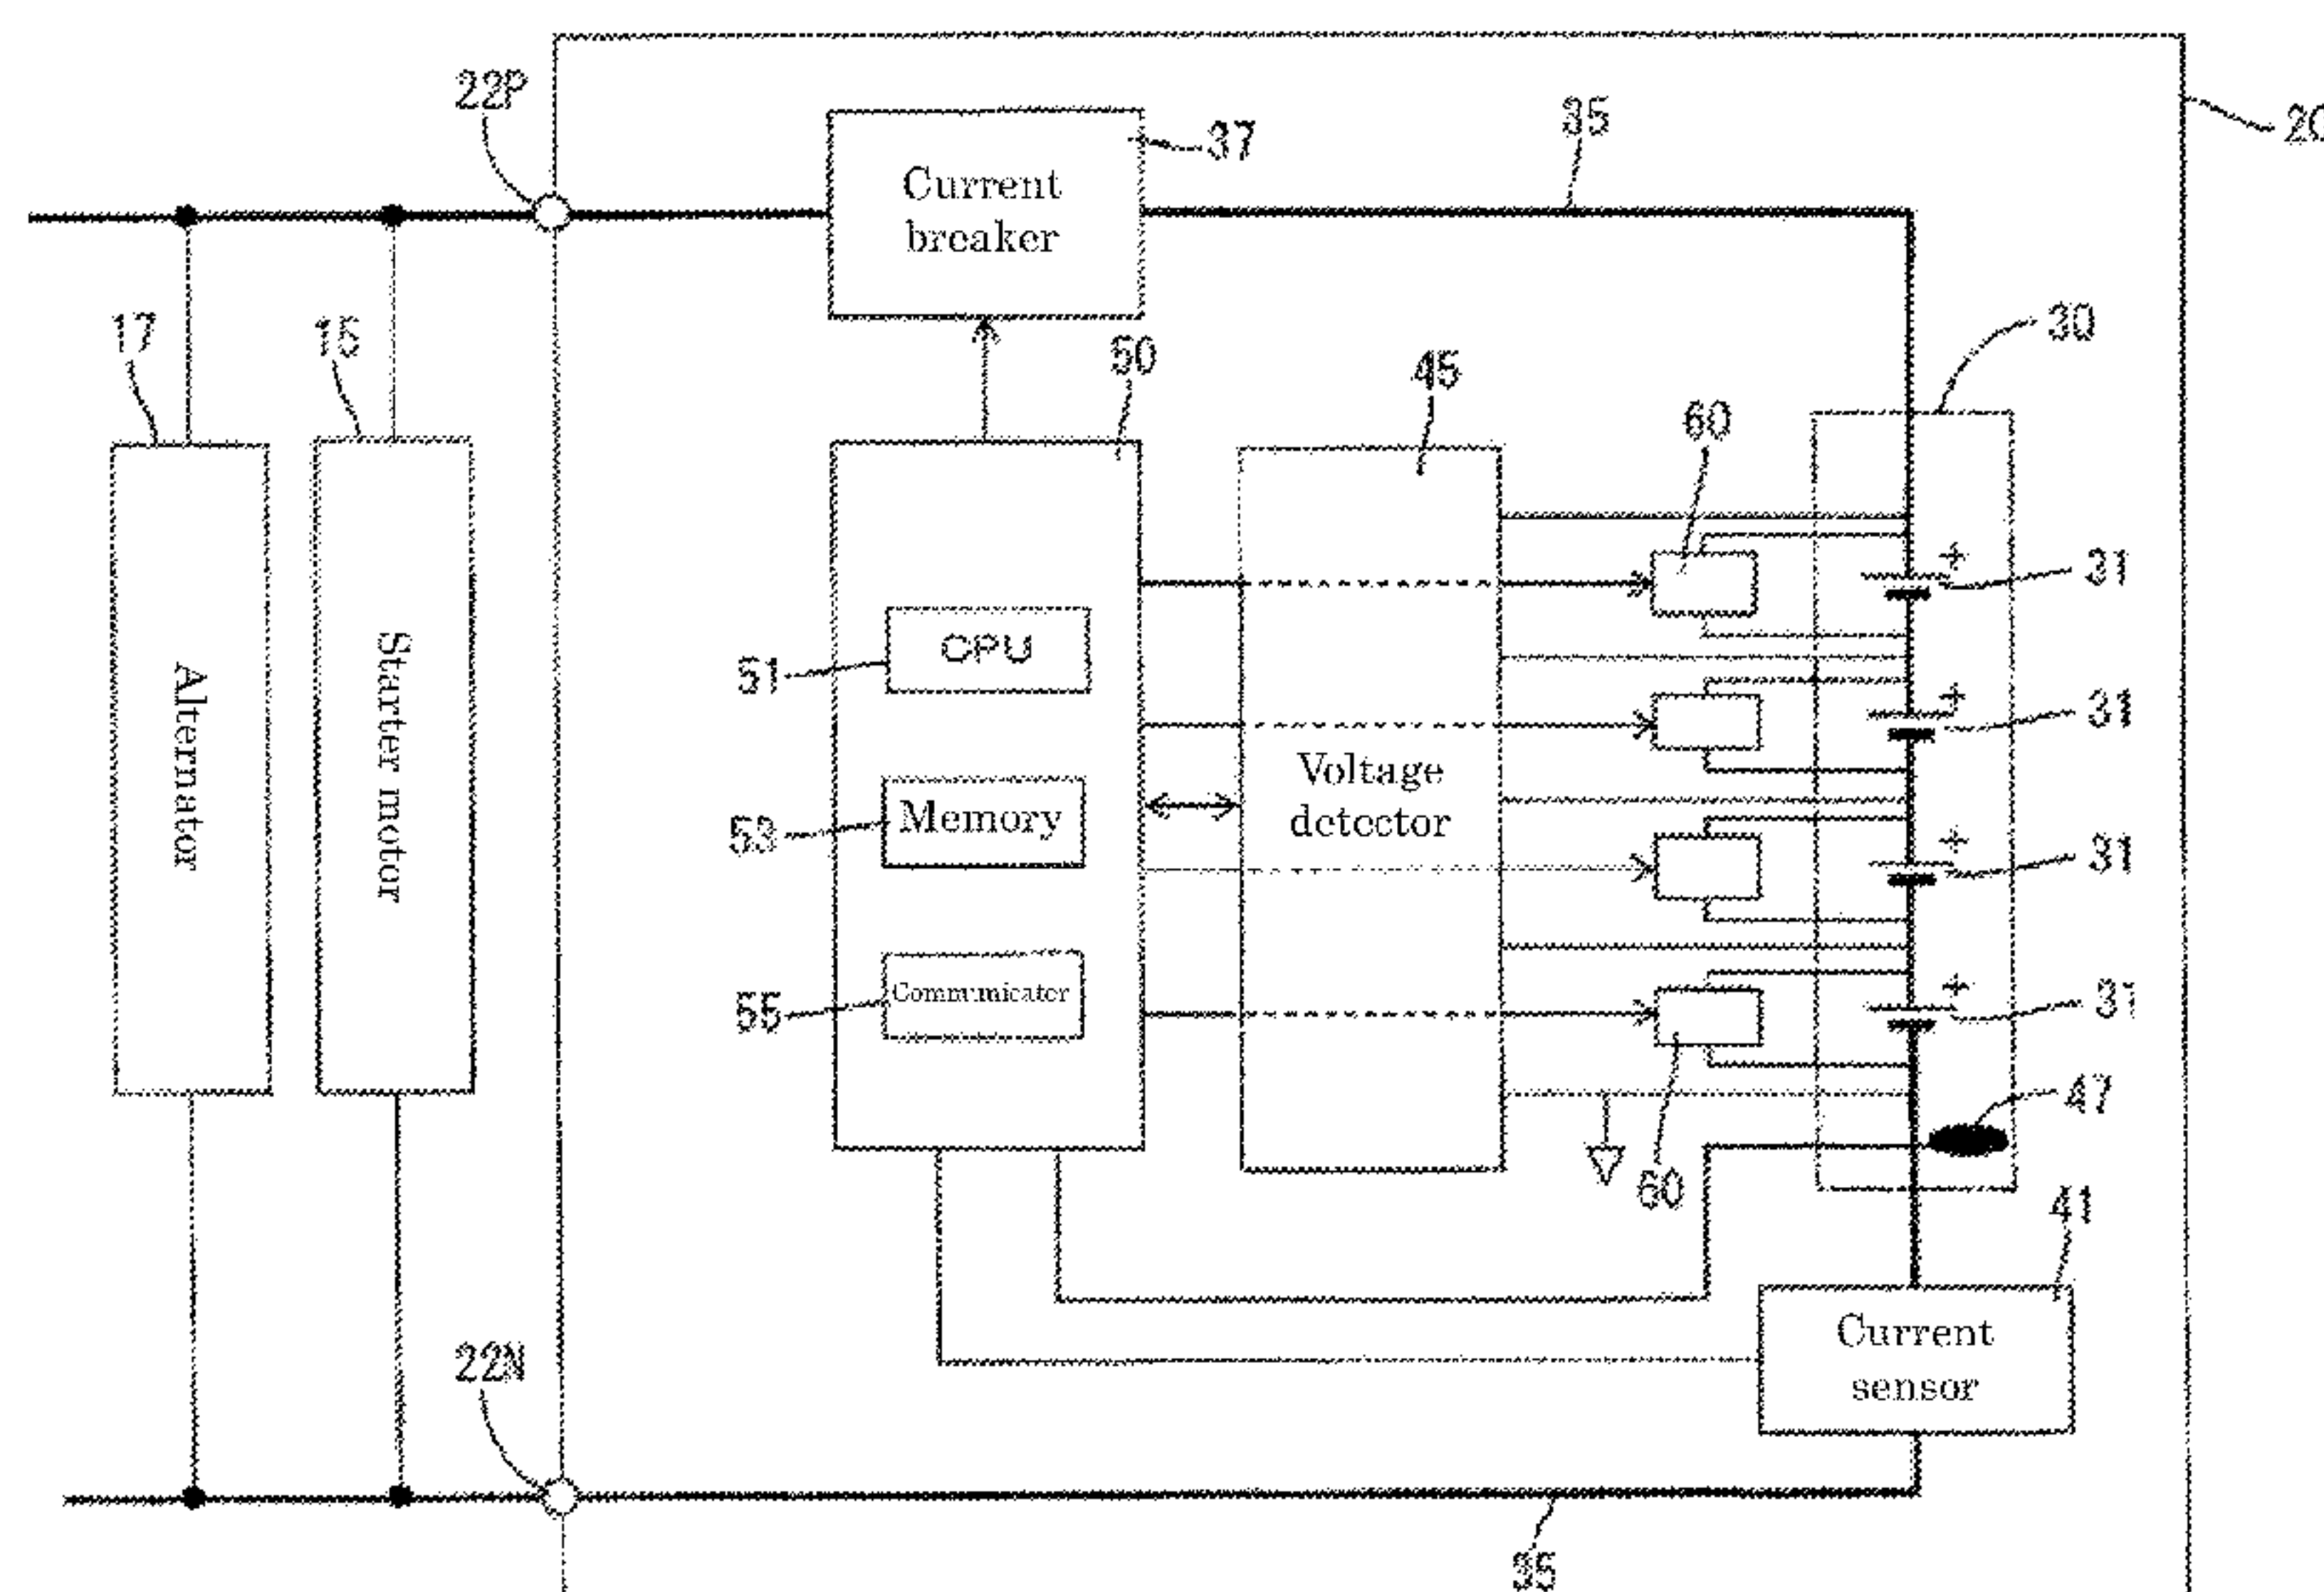 22P
37
35
20
Current
breaker
17
15
50
45
60
30
31
51
CPU
31
Alternator
Starter motor
Voltage
detector
53
Memory
31
55
Communicator
31
47
60
41
Current
sensor
22N
35